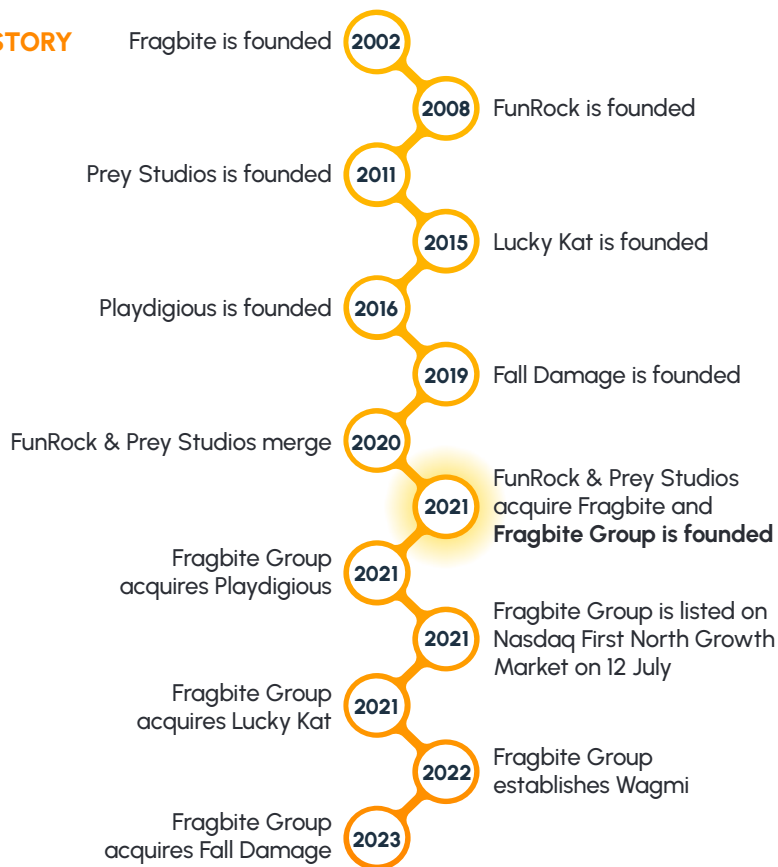 STORY
Fragbite is founded
2002
2008
FunRock is founded
Prey Studios is founded
2011
2015
Lucky Kat is founded
Playdigious is founded
2016
2019
Fall Damage is founded
FunRock & Prey Studios merge
2020
2021
FunRock & Prey Studios
acquire Fragbite and
Fragbite Group is founded
Fragbite Group
acquires Playdigious
2021
2021
Fragbite Group is listed on
Nasdaq First North Growth
Market on 12 July
Fragbite Group
acquires Lucky Kat
2021
2022
Fragbite Group
establishes Wagmi
Fragbite Group
acquires Fall Damage
2023